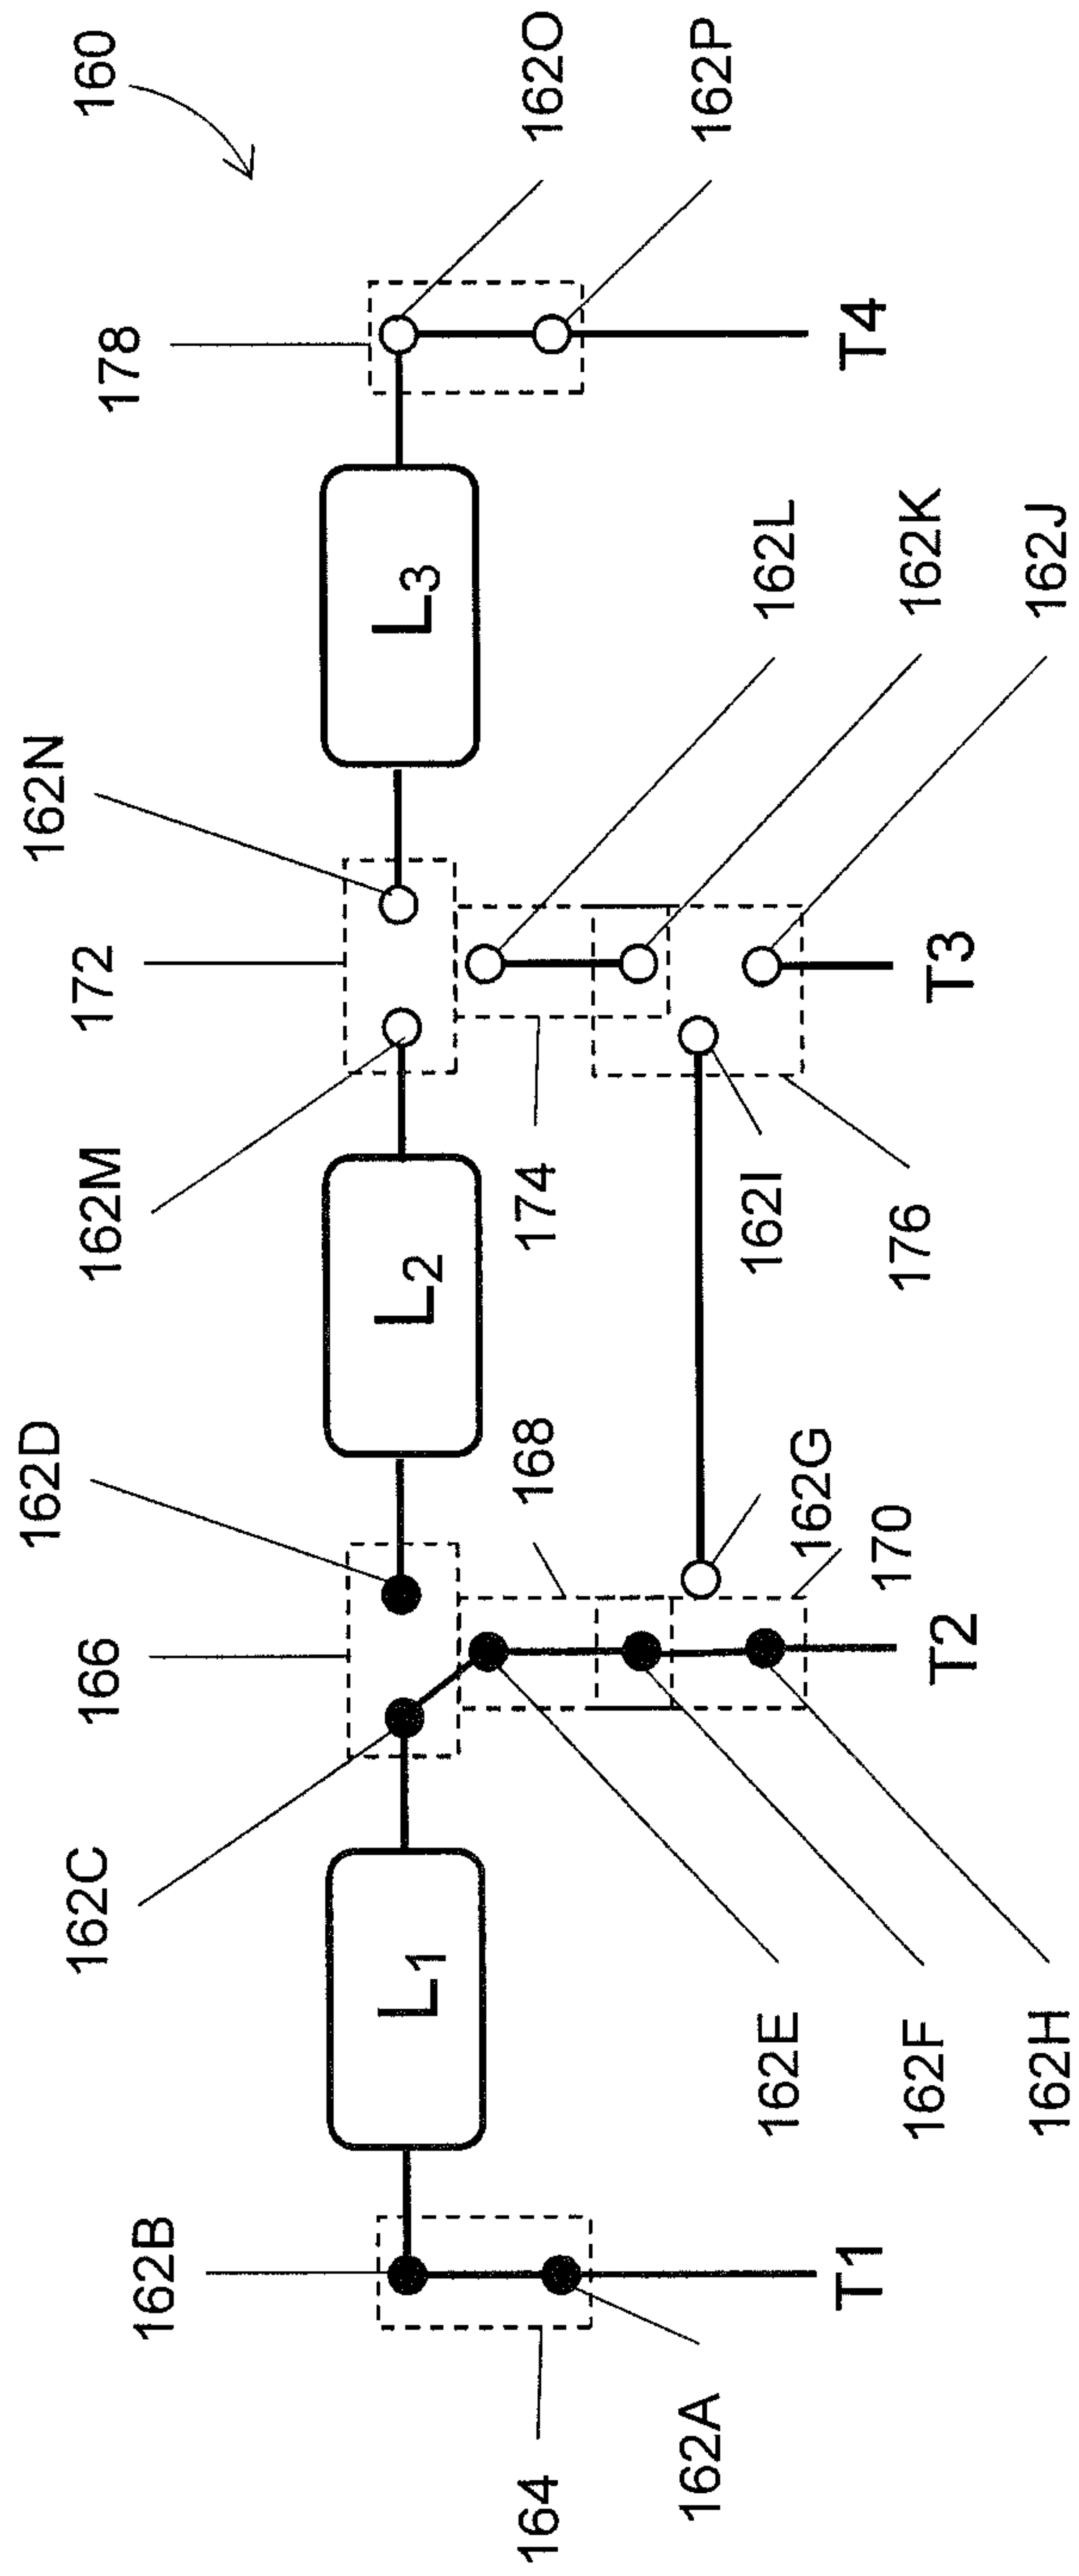 160
162B
162C
166
162D
162M
172
162N
178
162O
162P
L1
L2
L3
164
162A
T1
162E
162F
162H
T2
168
162G
170
174
162I
176
T3
162L
162K
162J
T4